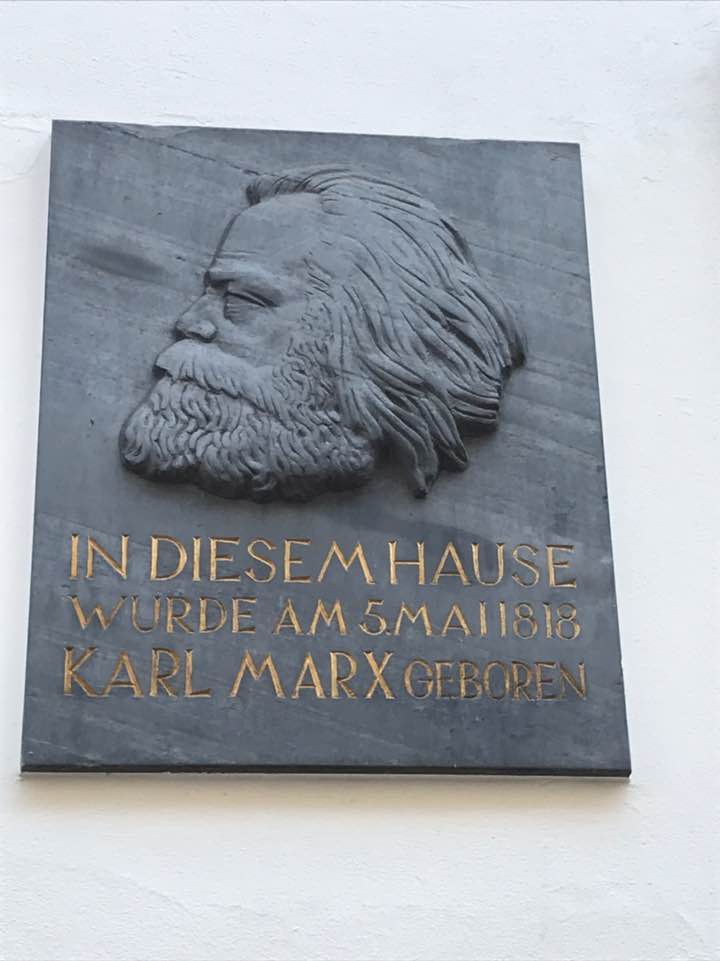 IN DIESEM HAUSE
WURDE AM 5.MAI 1818
KARL MARX GEBOREN